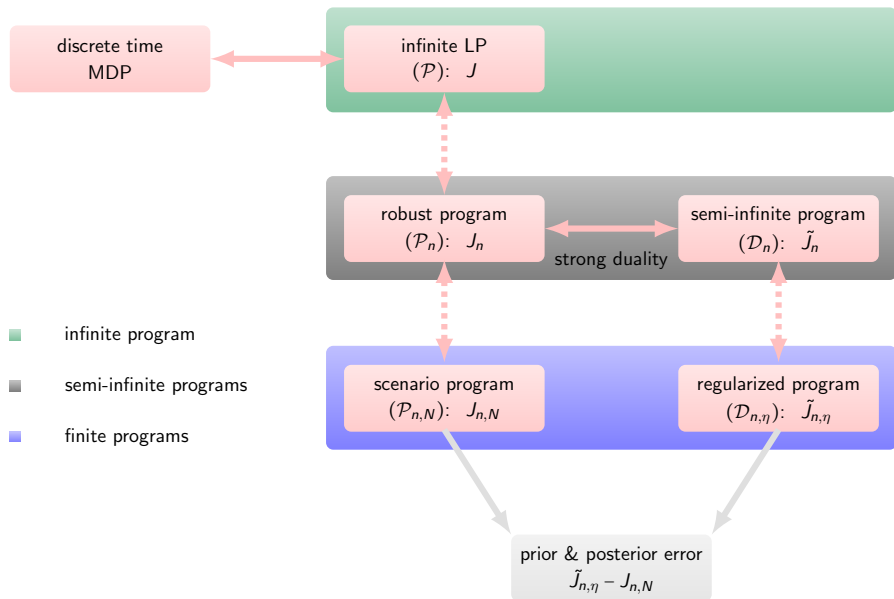 discrete time
MDP
infinite LP
(𝒫): J
robust program
(𝒫ₙ): Jₙ
semi-infinite program
(𝒟ₙ): J̃ₙ
strong duality
infinite program
semi-infinite programs
finite programs
scenario program
(𝒫ₙ,N): Jₙ,N
regularized program
(𝒟ₙ,η): J̃ₙ,η
prior & posterior error
J̃ₙ,η – Jₙ,N